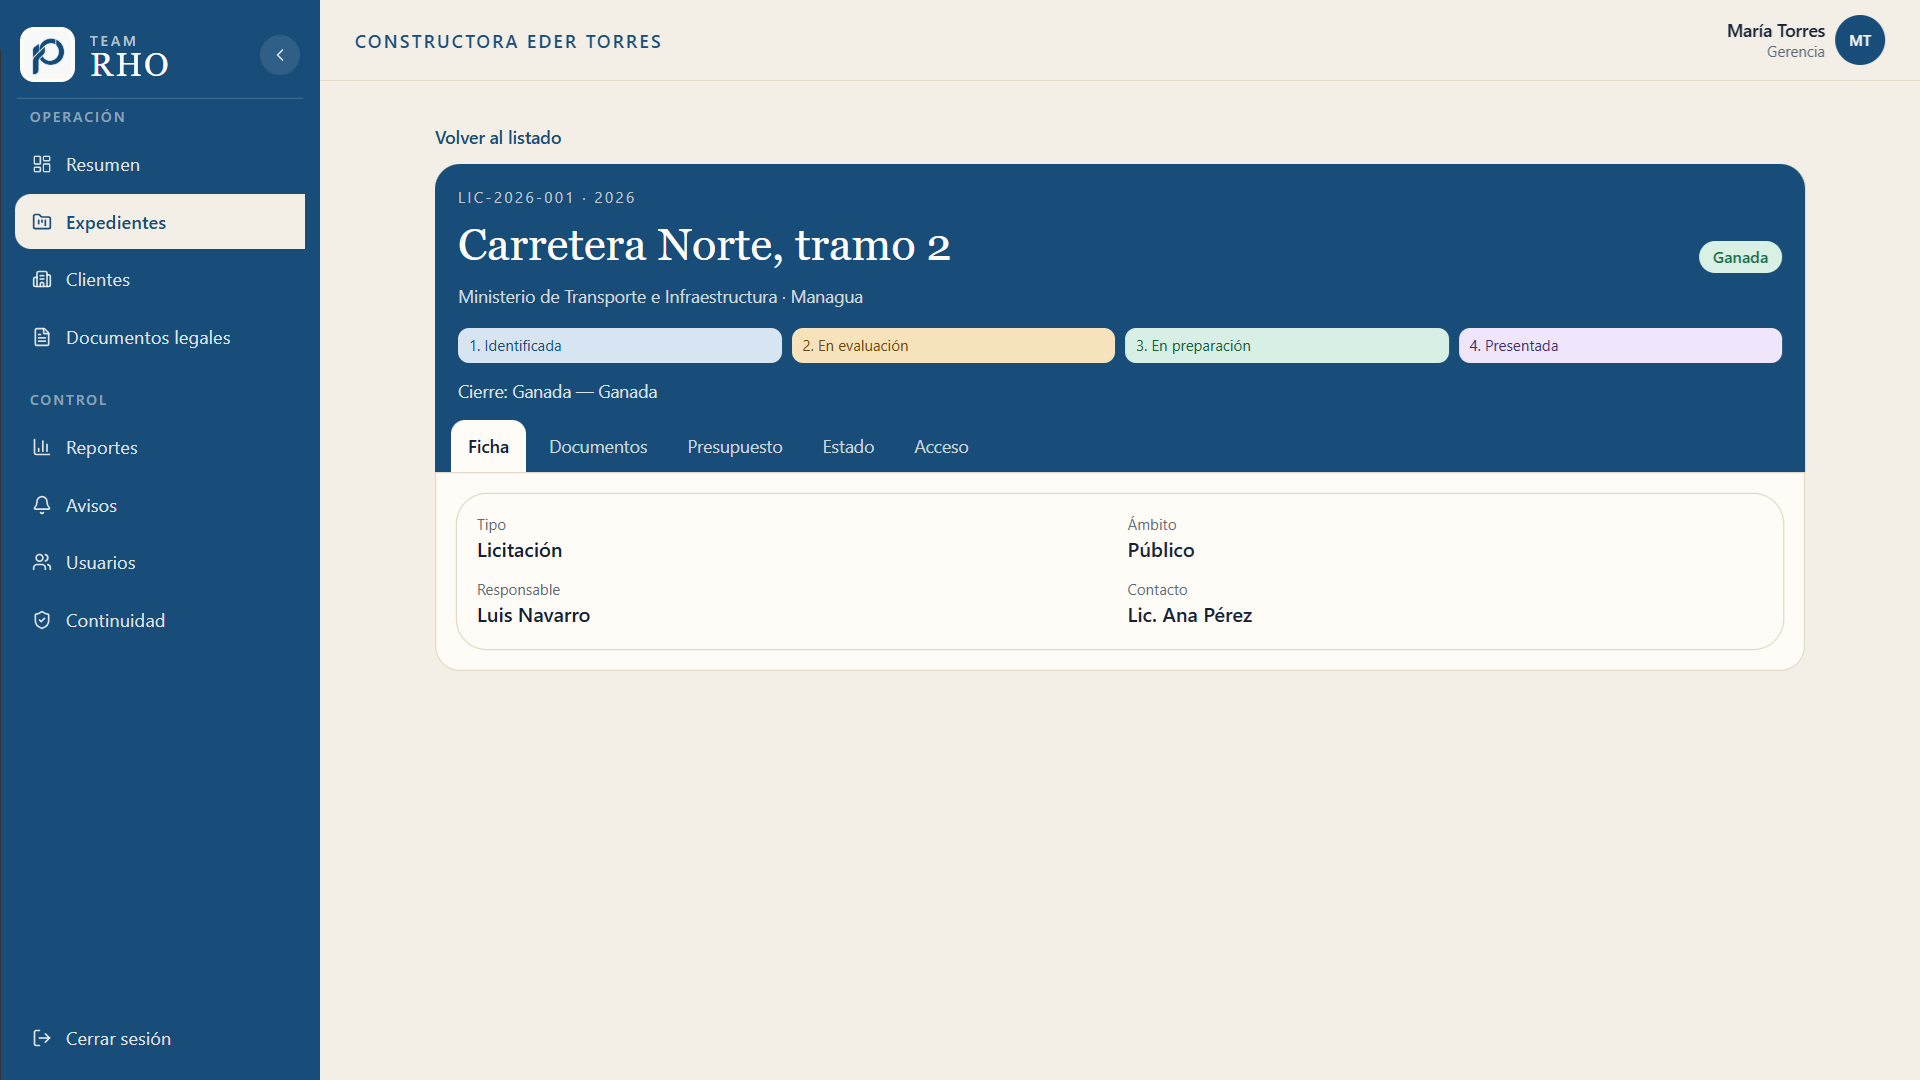 TEAM
RHO
OPERACIÓN
Resumen
Expedientes
Clientes
Documentos legales
CONTROL
Reportes
Avisos
Usuarios
Continuidad
Cerrar sesión
CONSTRUCTORA EDER TORRES
María Torres
Gerencia
MT
Volver al listado
LIC-2026-001 · 2026
Carretera Norte, tramo 2
Ganada
Ministerio de Transporte e Infraestructura · Managua
1. Identificada
2. En evaluación
3. En preparación
4. Presentada
Cierre: Ganada — Ganada
Ficha
Documentos
Presupuesto
Estado
Acceso
Tipo
Licitación
Ámbito
Público
Responsable
Luis Navarro
Contacto
Lic. Ana Pérez